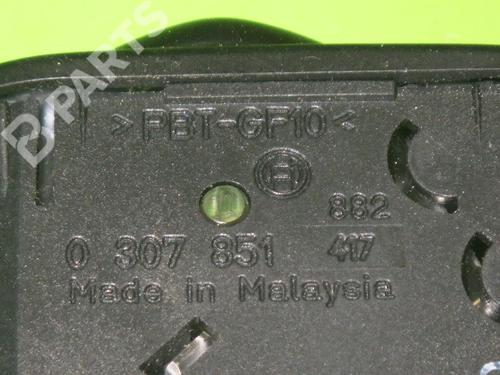 B-PARTS
>PBT-GF10<
882
0 307 851 417
Made in Malaysia